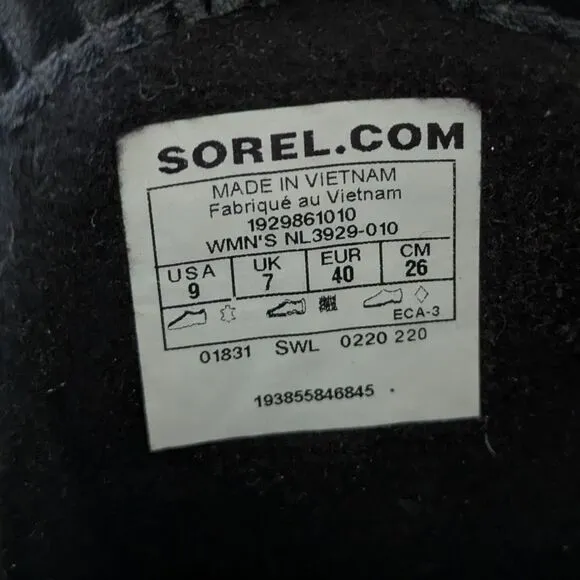 SOREL.COM
MADE IN VIETNAM
Fabriqué au Vietnam
1929861010
WMN'S NL3929-010
USA UK EUR CM
9 7 40 26
ECA-3
01831 SWL 0220 220
193855846845